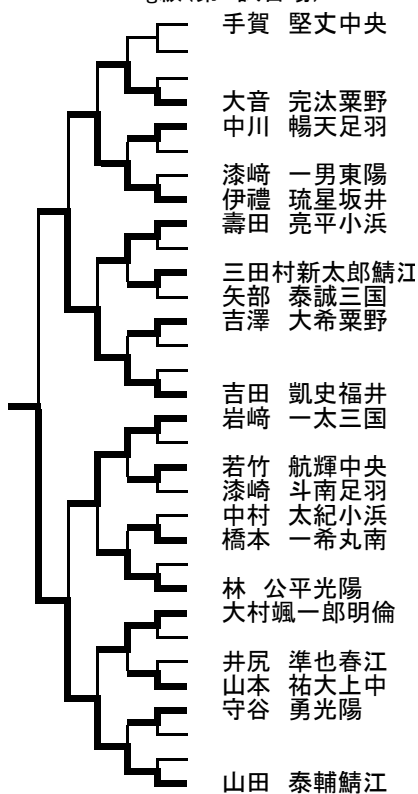 手賀 堅丈中央
大音 完汰粟野
中川 暢天足羽
漆﨑 一男東陽
伊禮 琉星坂井
壽田 亮平小浜
三田村新太郎鯖江
矢部 泰誠三国
吉澤 大希粟野
吉田 凱史福井
岩﨑 一太三国
若竹 航輝中央
漆崎 斗南足羽
中村 太紀小浜
橋本 一希丸南
林 公平光陽
大村颯一郎明倫
井尻 準也春江
山本 祐大上中
守谷 勇光陽
山田 泰輔鯖江